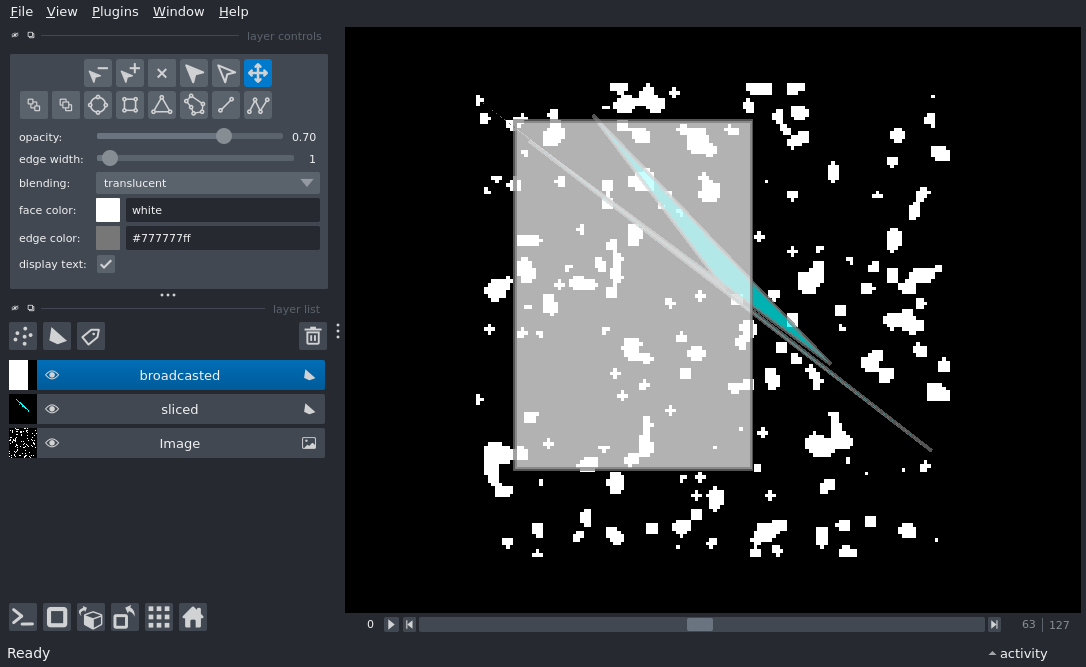 File View Plugins Window Help
layer controls
opacity: 0.70
edge width: 1
blending: translucent
face color: white
edge color: #777777ff
display text:
layer list
broadcasted
sliced
Image
0 63 127
Ready activity